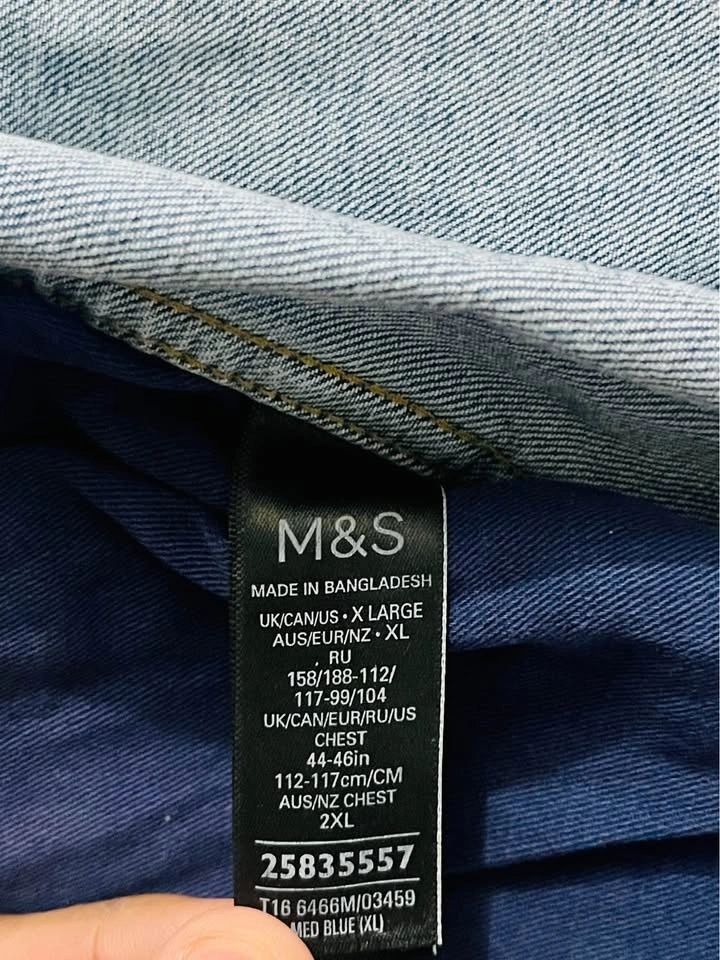 M&S
MADE IN BANGLADESH
UK/CAN/US • X LARGE
AUS/EUR/NZ • XL
. RU
158/188-112/
117-99/104
UK/CAN/EUR/RU/US
CHEST
44-46in
112-117cm/CM
AUS/NZ CHEST
2XL
25835557
T16 6466M/03459
MED BLUE (XL)